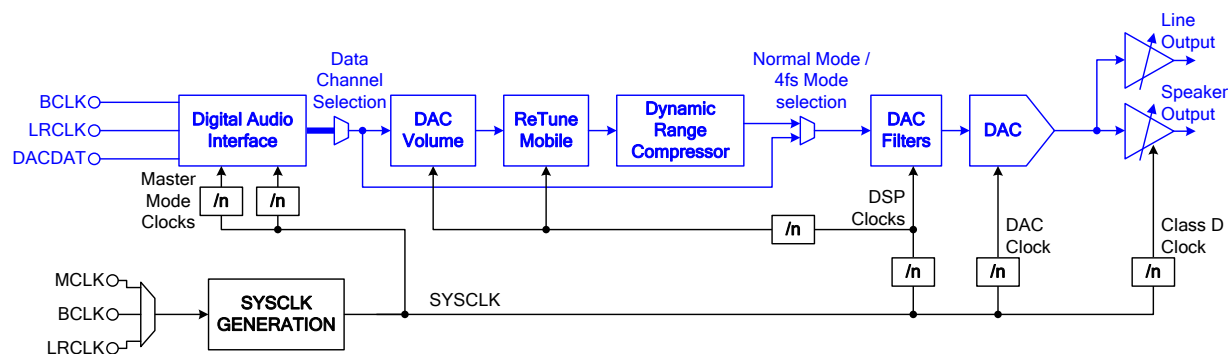 Line
Output
Normal Mode /
4fs Mode
selection
Data
Channel
Selection
Speaker
Output
BCLK
LRCLK
DACDAT
Digital Audio
Interface
DAC
Volume
ReTune
Mobile
Dynamic
Range
Compressor
DAC
Filters
DAC
Master
Mode
Clocks
/n
/n
DSP
Clocks
/n
DAC
Clock
Class D
Clock
/n
/n
/n
MCLK
BCLK
LRCLK
SYSCLK
GENERATION
SYSCLK